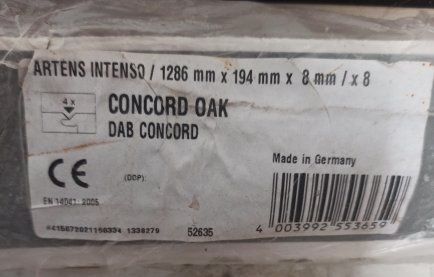 ARTENS INTENSO / 1286 mm x 194 mm x 8 mm / x 8
4 x
CONCORD OAK
DAB CONCORD
CE
(DOP):
Made in Germany
EN 14041: 2005
1338279
52635
4 003992 553659